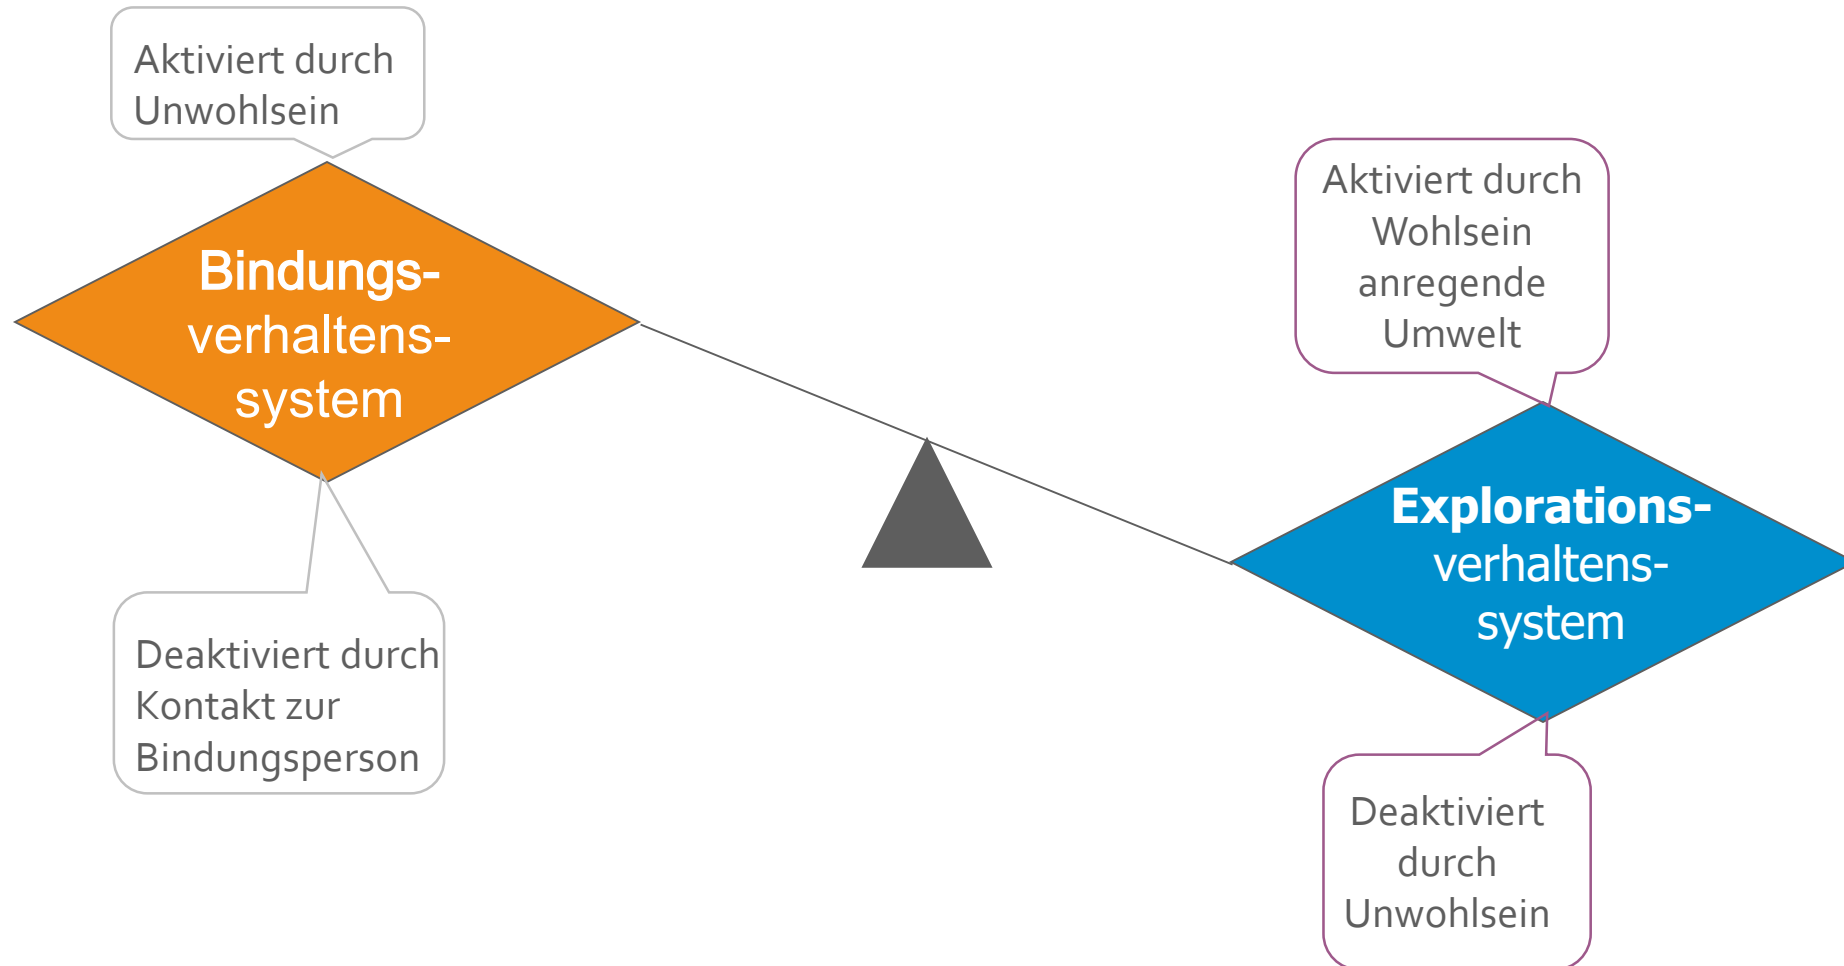 Aktiviert durch
Unwohlsein
Bindungs-
verhaltens-
system
Deaktiviert durch
Kontakt zur
Bindungsperson
Aktiviert durch
Wohlsein
anregende
Umwelt
Explorations-
verhaltens-
system
Deaktiviert
durch
Unwohlsein